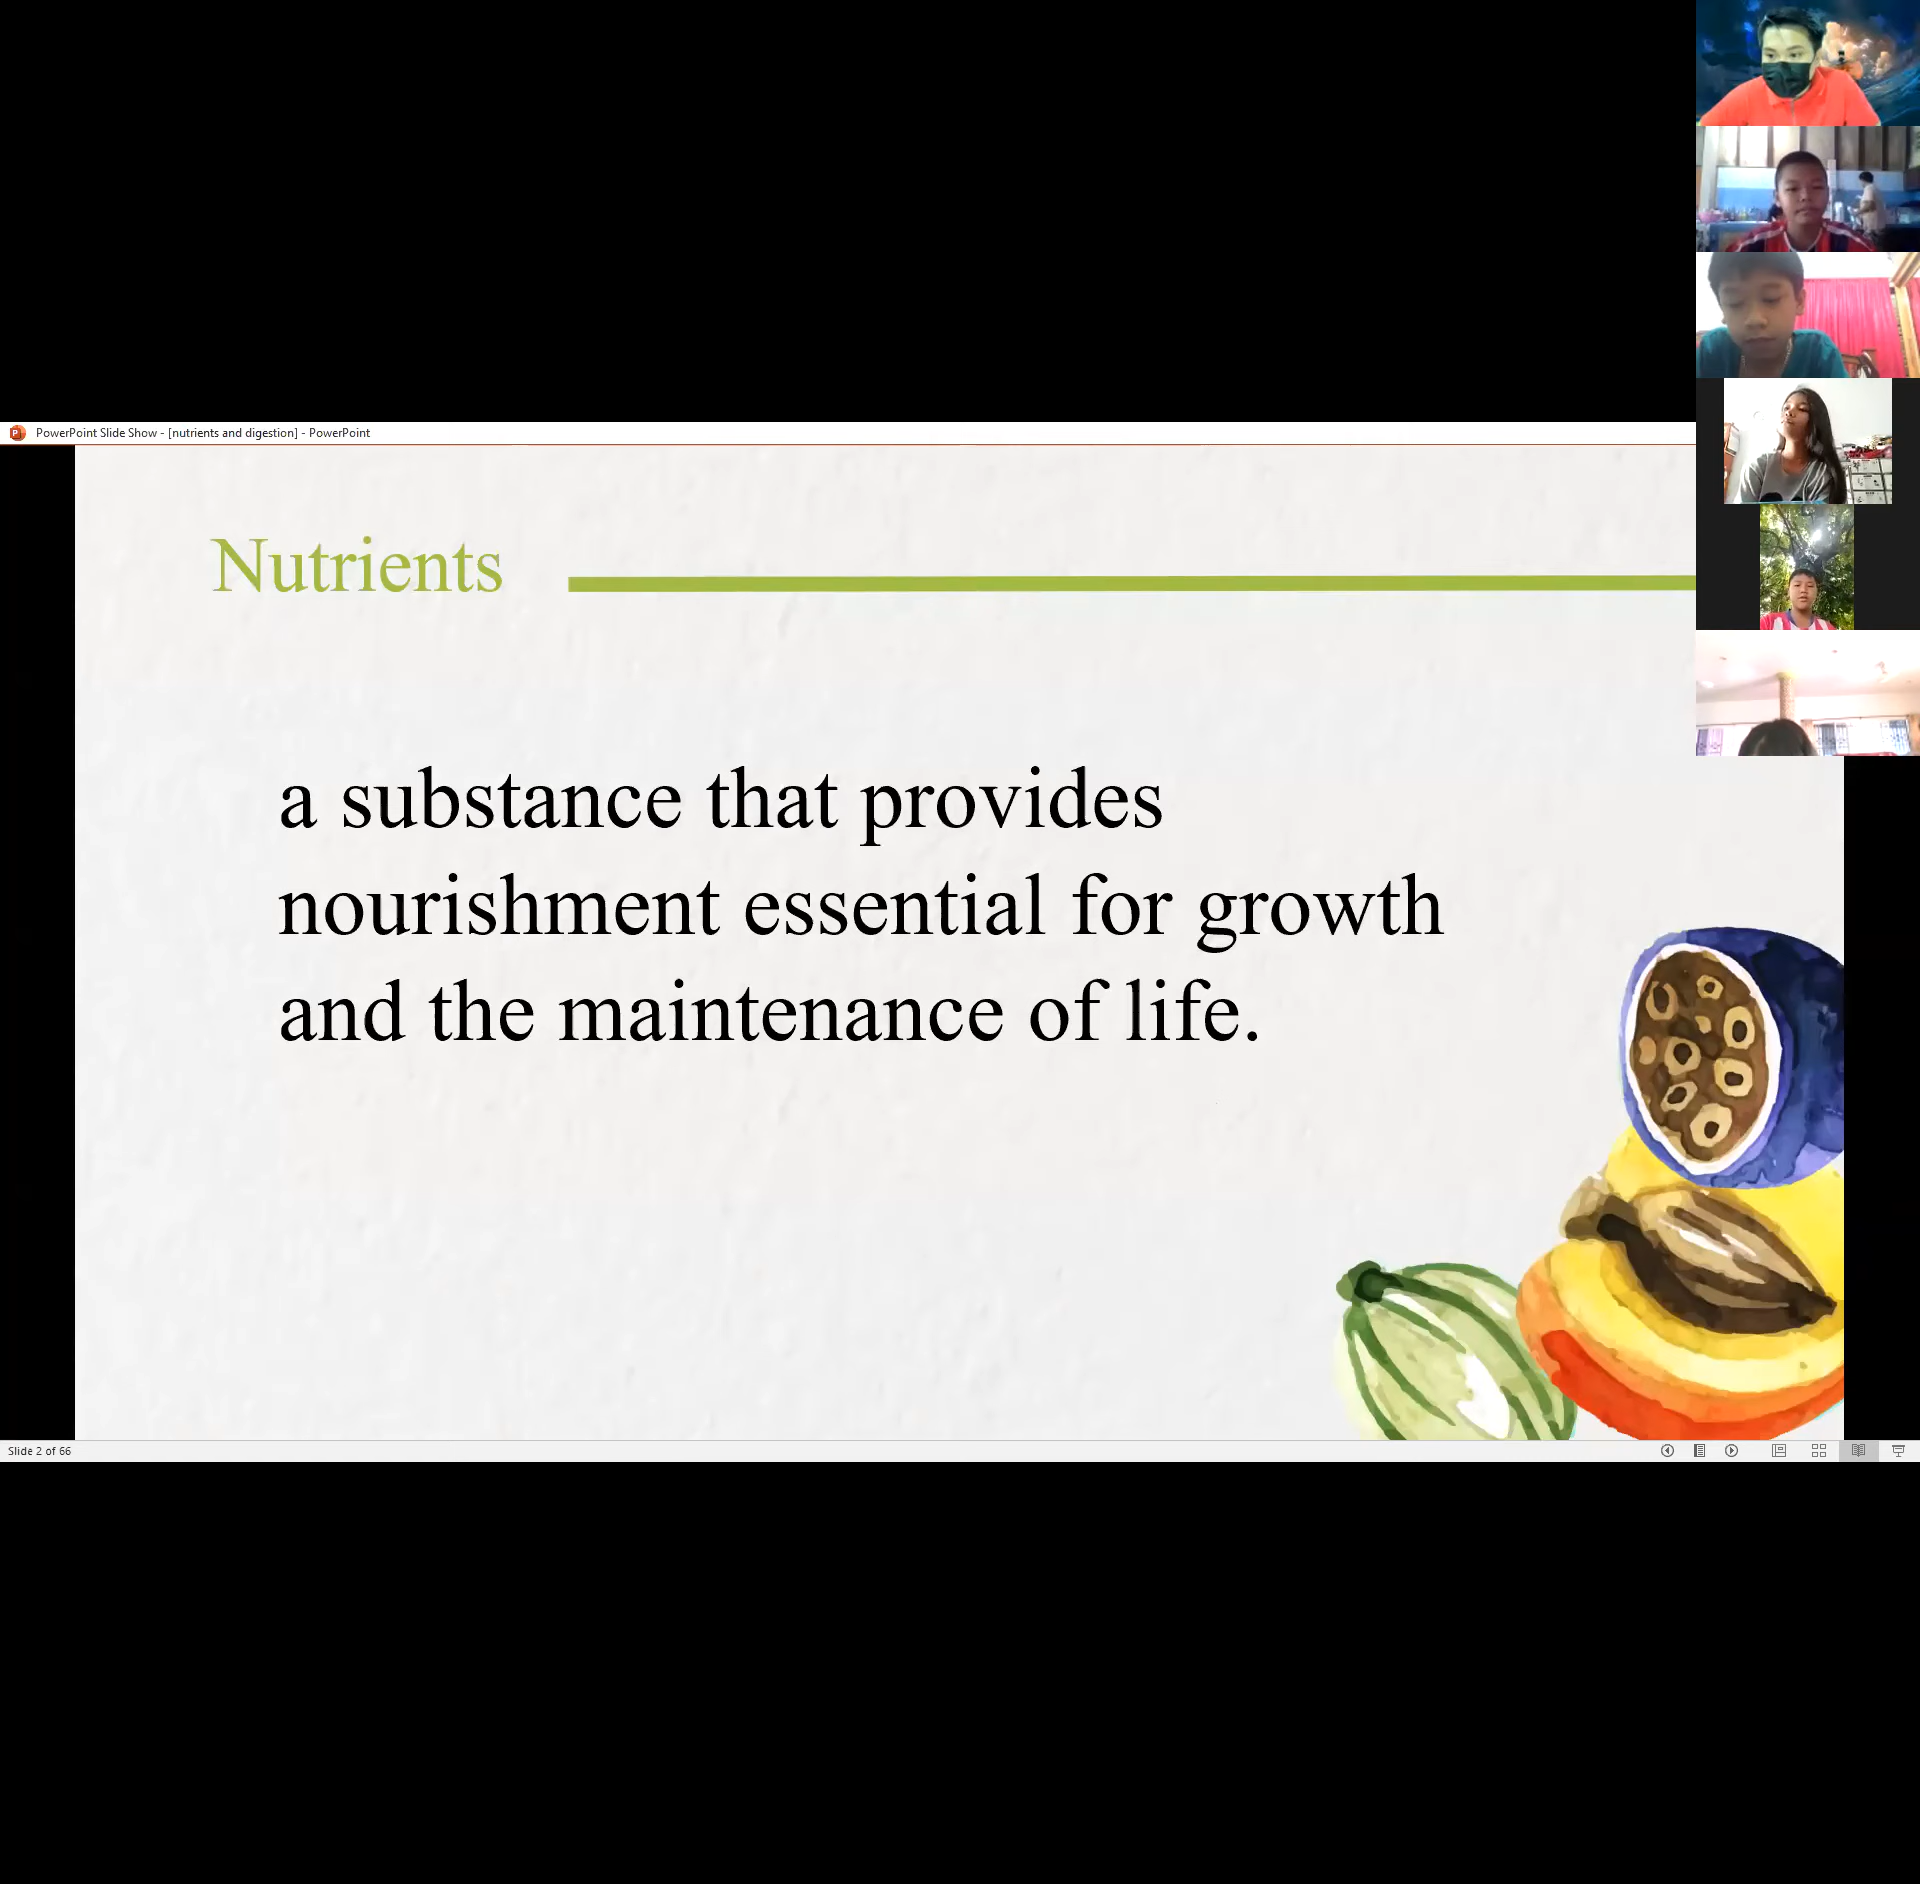 PowerPoint Slide Show - [nutrients and digestion] - PowerPoint
Nutrients
a substance that provides
nourishment essential for growth
and the maintenance of life.
Slide 2 of 66